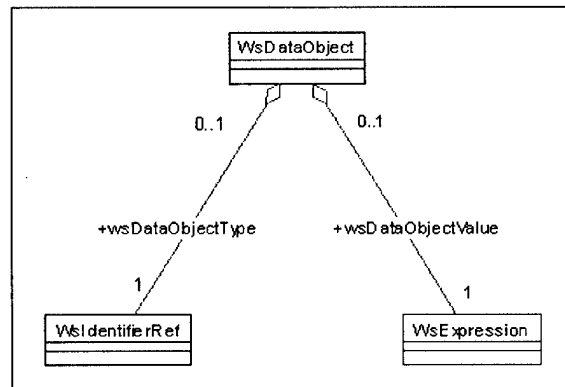 WsDataObject
0..1
0..1
+wsDataObjectType
+wsDataObjectValue
1
1
WsIdentifierRef
WsExpression